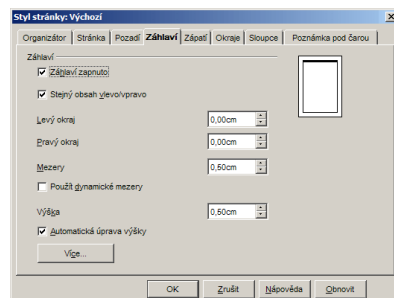 Styl stránky: Výchozí
Organizátor Stránka Pozadí Záhlaví Zápatí Okraje Sloupce Poznámka pod čarou
Záhlaví
Záhlaví zapnuto
Stejný obsah vlevo/vpravo
Levý okraj 0,00cm
Pravý okraj 0,00cm
Mezery 0,50cm
Použít dynamické mezery
Výška 0,50cm
Automatická úprava výšky
Více...
OK Zrušit Nápověda Obnovit